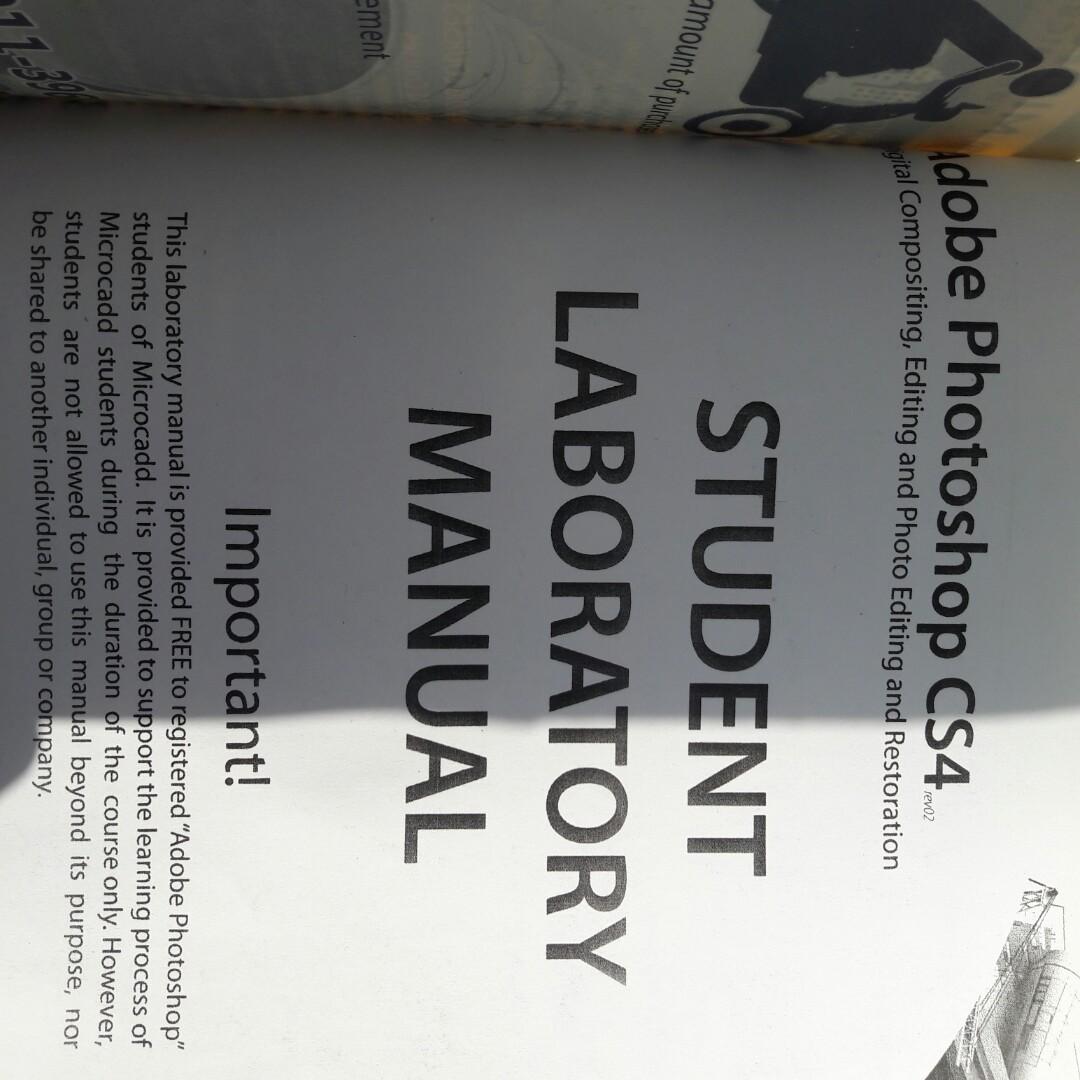 Adobe Photoshop CS4 rev02
gital Compositing, Editing and Photo Editing and Restoration
STUDENT
LABORATORY
MANUAL
Important!
This laboratory manual is provided FREE to registered "Adobe Photoshop"
students of Microcadd. It is provided to support the learning process of
Microcadd students during the duration of the course only. However,
students are not allowed to use this manual beyond its purpose, nor
be shared to another individual, group or company.
amount of purcha
ement